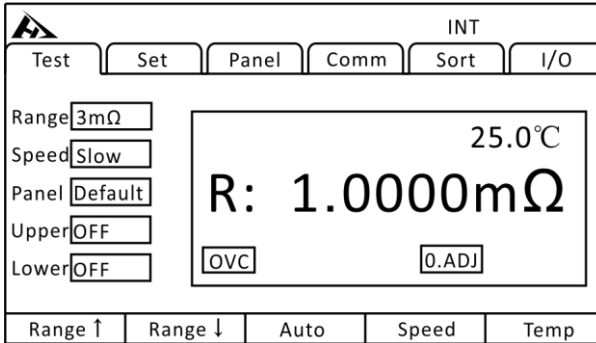 INT
Test Set Panel Comm Sort I/O
Range 3mΩ
Speed Slow
Panel Default
Upper OFF
Lower OFF
25.0℃
R: 1.0000mΩ
OVC 0.ADJ
Range↑ Range↓ Auto Speed Temp